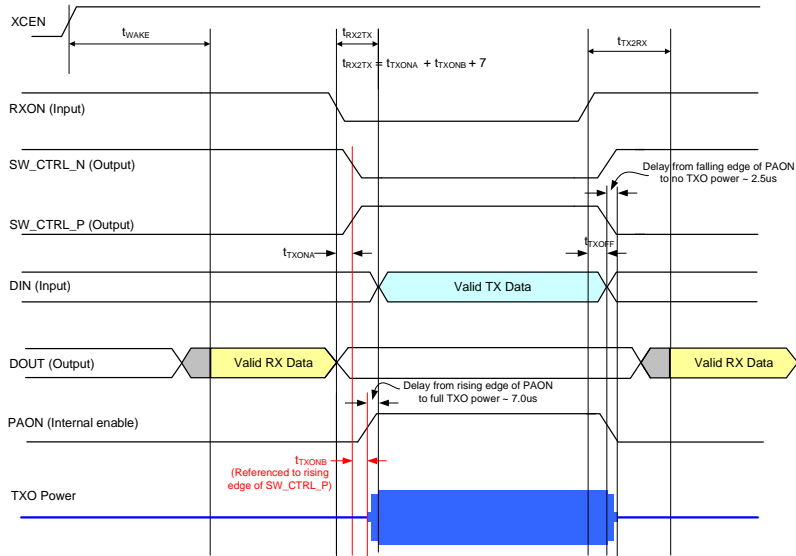 XCEN
tWAKE
tRX2TX
tTX2RX
tRX2TX = tTXONA + tTXONB + 7
RXON (Input)
SW_CTRL_N (Output)
Delay from falling edge of PAON
to no TXO power ~ 2.5us
SW_CTRL_P (Output)
tTXONA
tTXOFF
DIN (Input)
Valid TX Data
DOUT (Output)
Valid RX Data
Valid RX Data
Delay from rising edge of PAON
to full TXO power ~ 7.0us
PAON (Internal enable)
tTXONB
(Referenced to rising
edge of SW_CTRL_P)
TXO Power